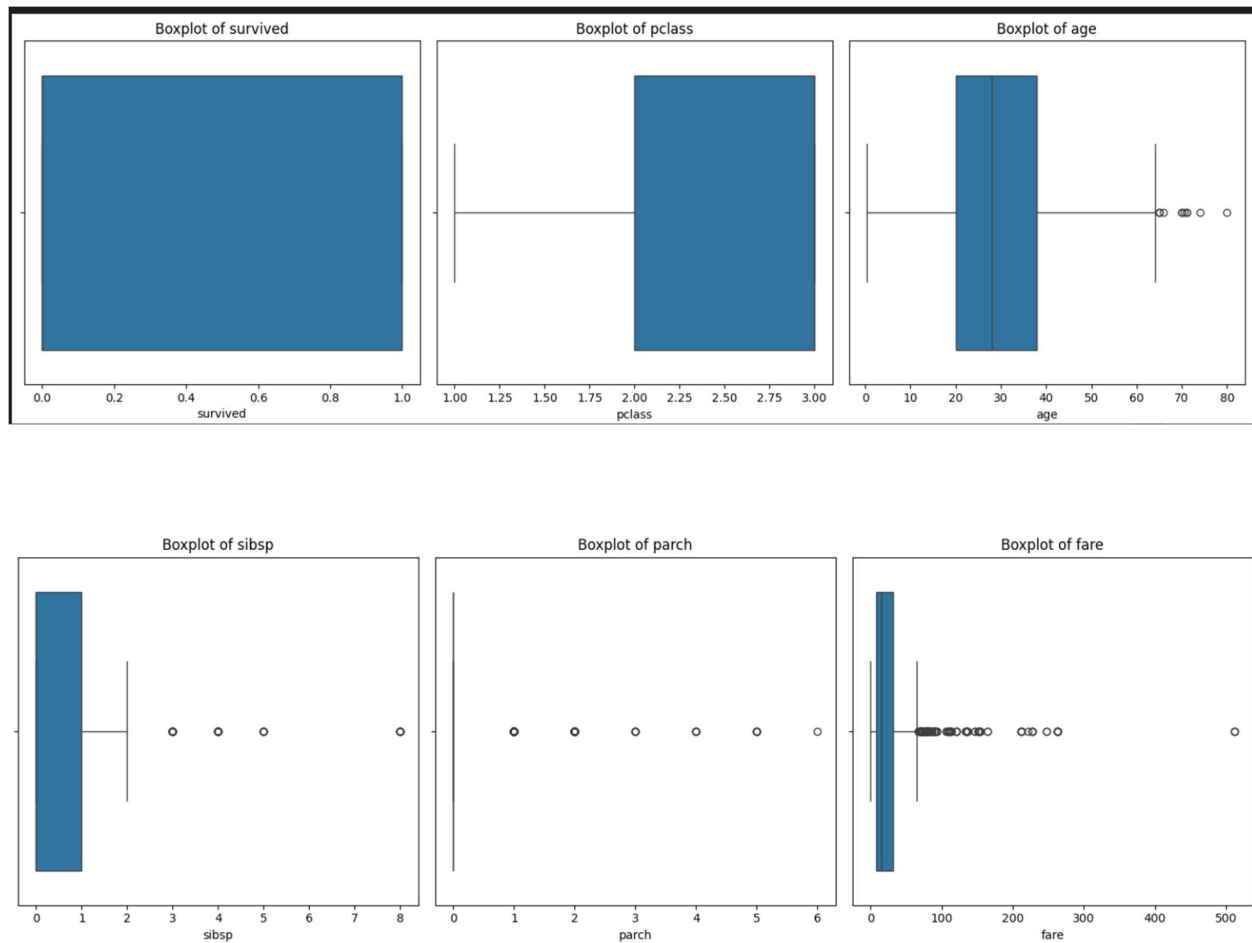 Boxplot of survived
0.0 0.2 0.4 0.6 0.8 1.0
survived
Boxplot of pclass
1.00 1.25 1.50 1.75 2.00 2.25 2.50 2.75 3.00
pclass
Boxplot of age
0 10 20 30 40 50 60 70 80
age
Boxplot of sibsp
0 1 2 3 4 5 6 7 8
sibsp
Boxplot of parch
0 1 2 3 4 5 6
parch
Boxplot of fare
0 100 200 300 400 500
fare